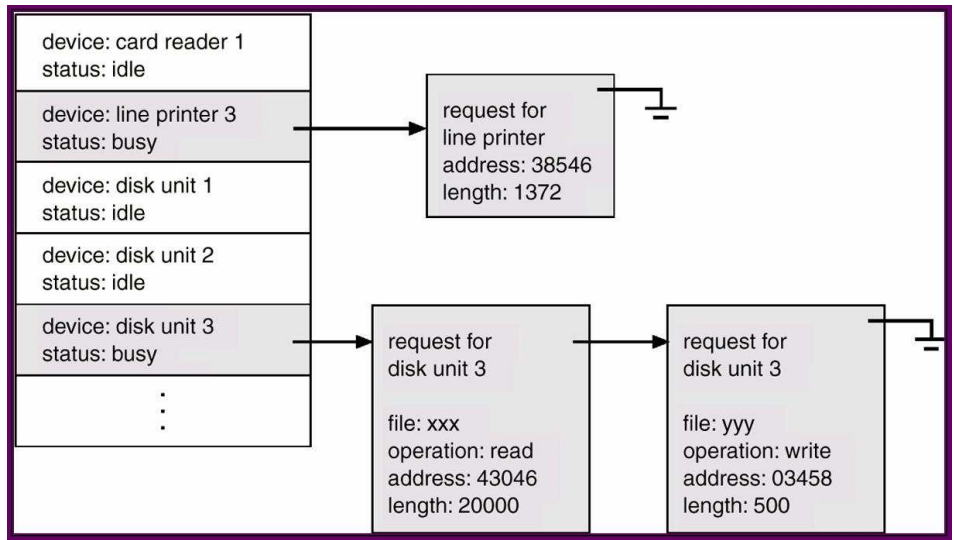 device: card reader 1
status: idle
device: line printer 3
status: busy
device: disk unit 1
status: idle
device: disk unit 2
status: idle
device: disk unit 3
status: busy
request for
line printer
address: 38546
length: 1372
request for
disk unit 3
file: xxx
operation: read
address: 43046
length: 20000
request for
disk unit 3
file: yyy
operation: write
address: 03458
length: 500